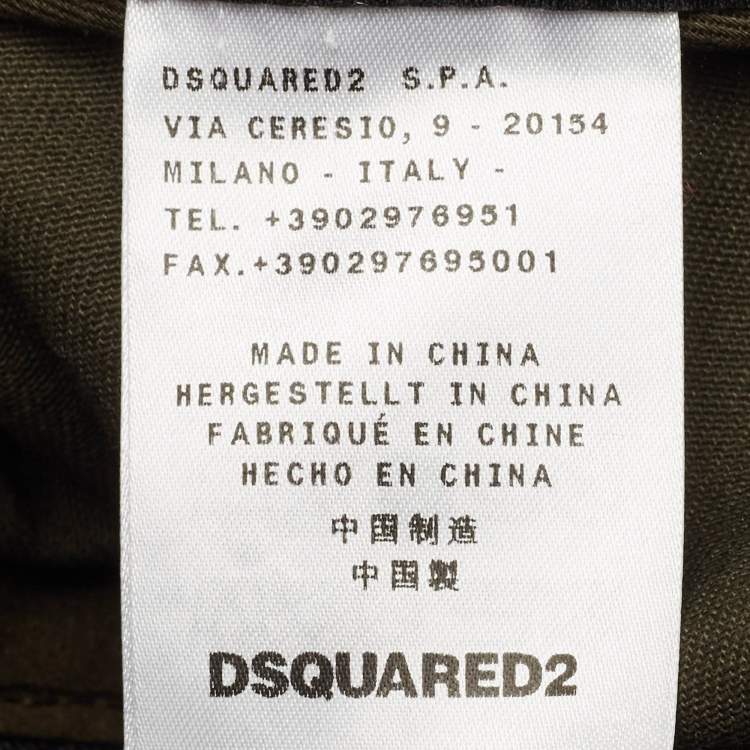 DSQUARED2 S.P.A.
VIA CERESIO, 9 - 20154
MILANO - ITALY -
TEL. +3902976951
FAX.+390297695001
MADE IN CHINA
HERGESTELLT IN CHINA
FABRIQUÉ EN CHINE
HECHO EN CHINA
中国制造
中国製
DSQUARED2